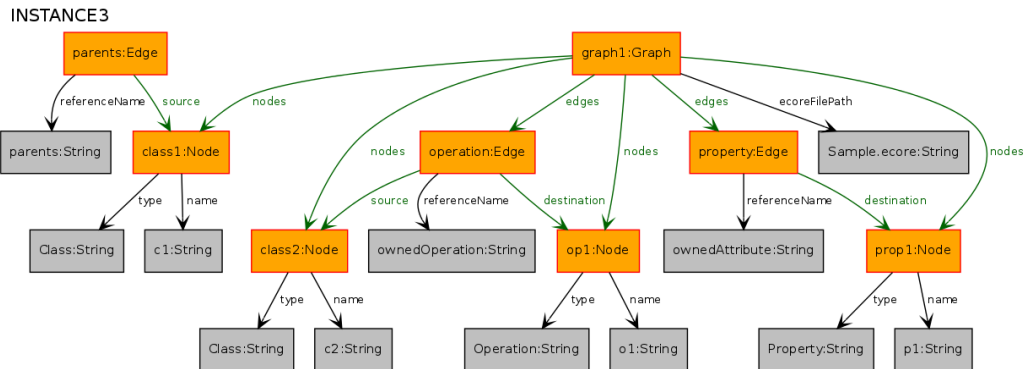 INSTANCE3
parents:Edge
graph1:Graph
referenceName
source
nodes
edges
edges
ecoreFilePath
parents:String
class1:Node
nodes
operation:Edge
nodes
property:Edge
Sample.ecore:String
nodes
type
name
source
referenceName
destination
referenceName
destination
Class:String
c1:String
class2:Node
ownedOperation:String
op1:Node
ownedAttribute:String
prop1:Node
type
name
type
name
type
name
Class:String
c2:String
Operation:String
o1:String
Property:String
p1:String